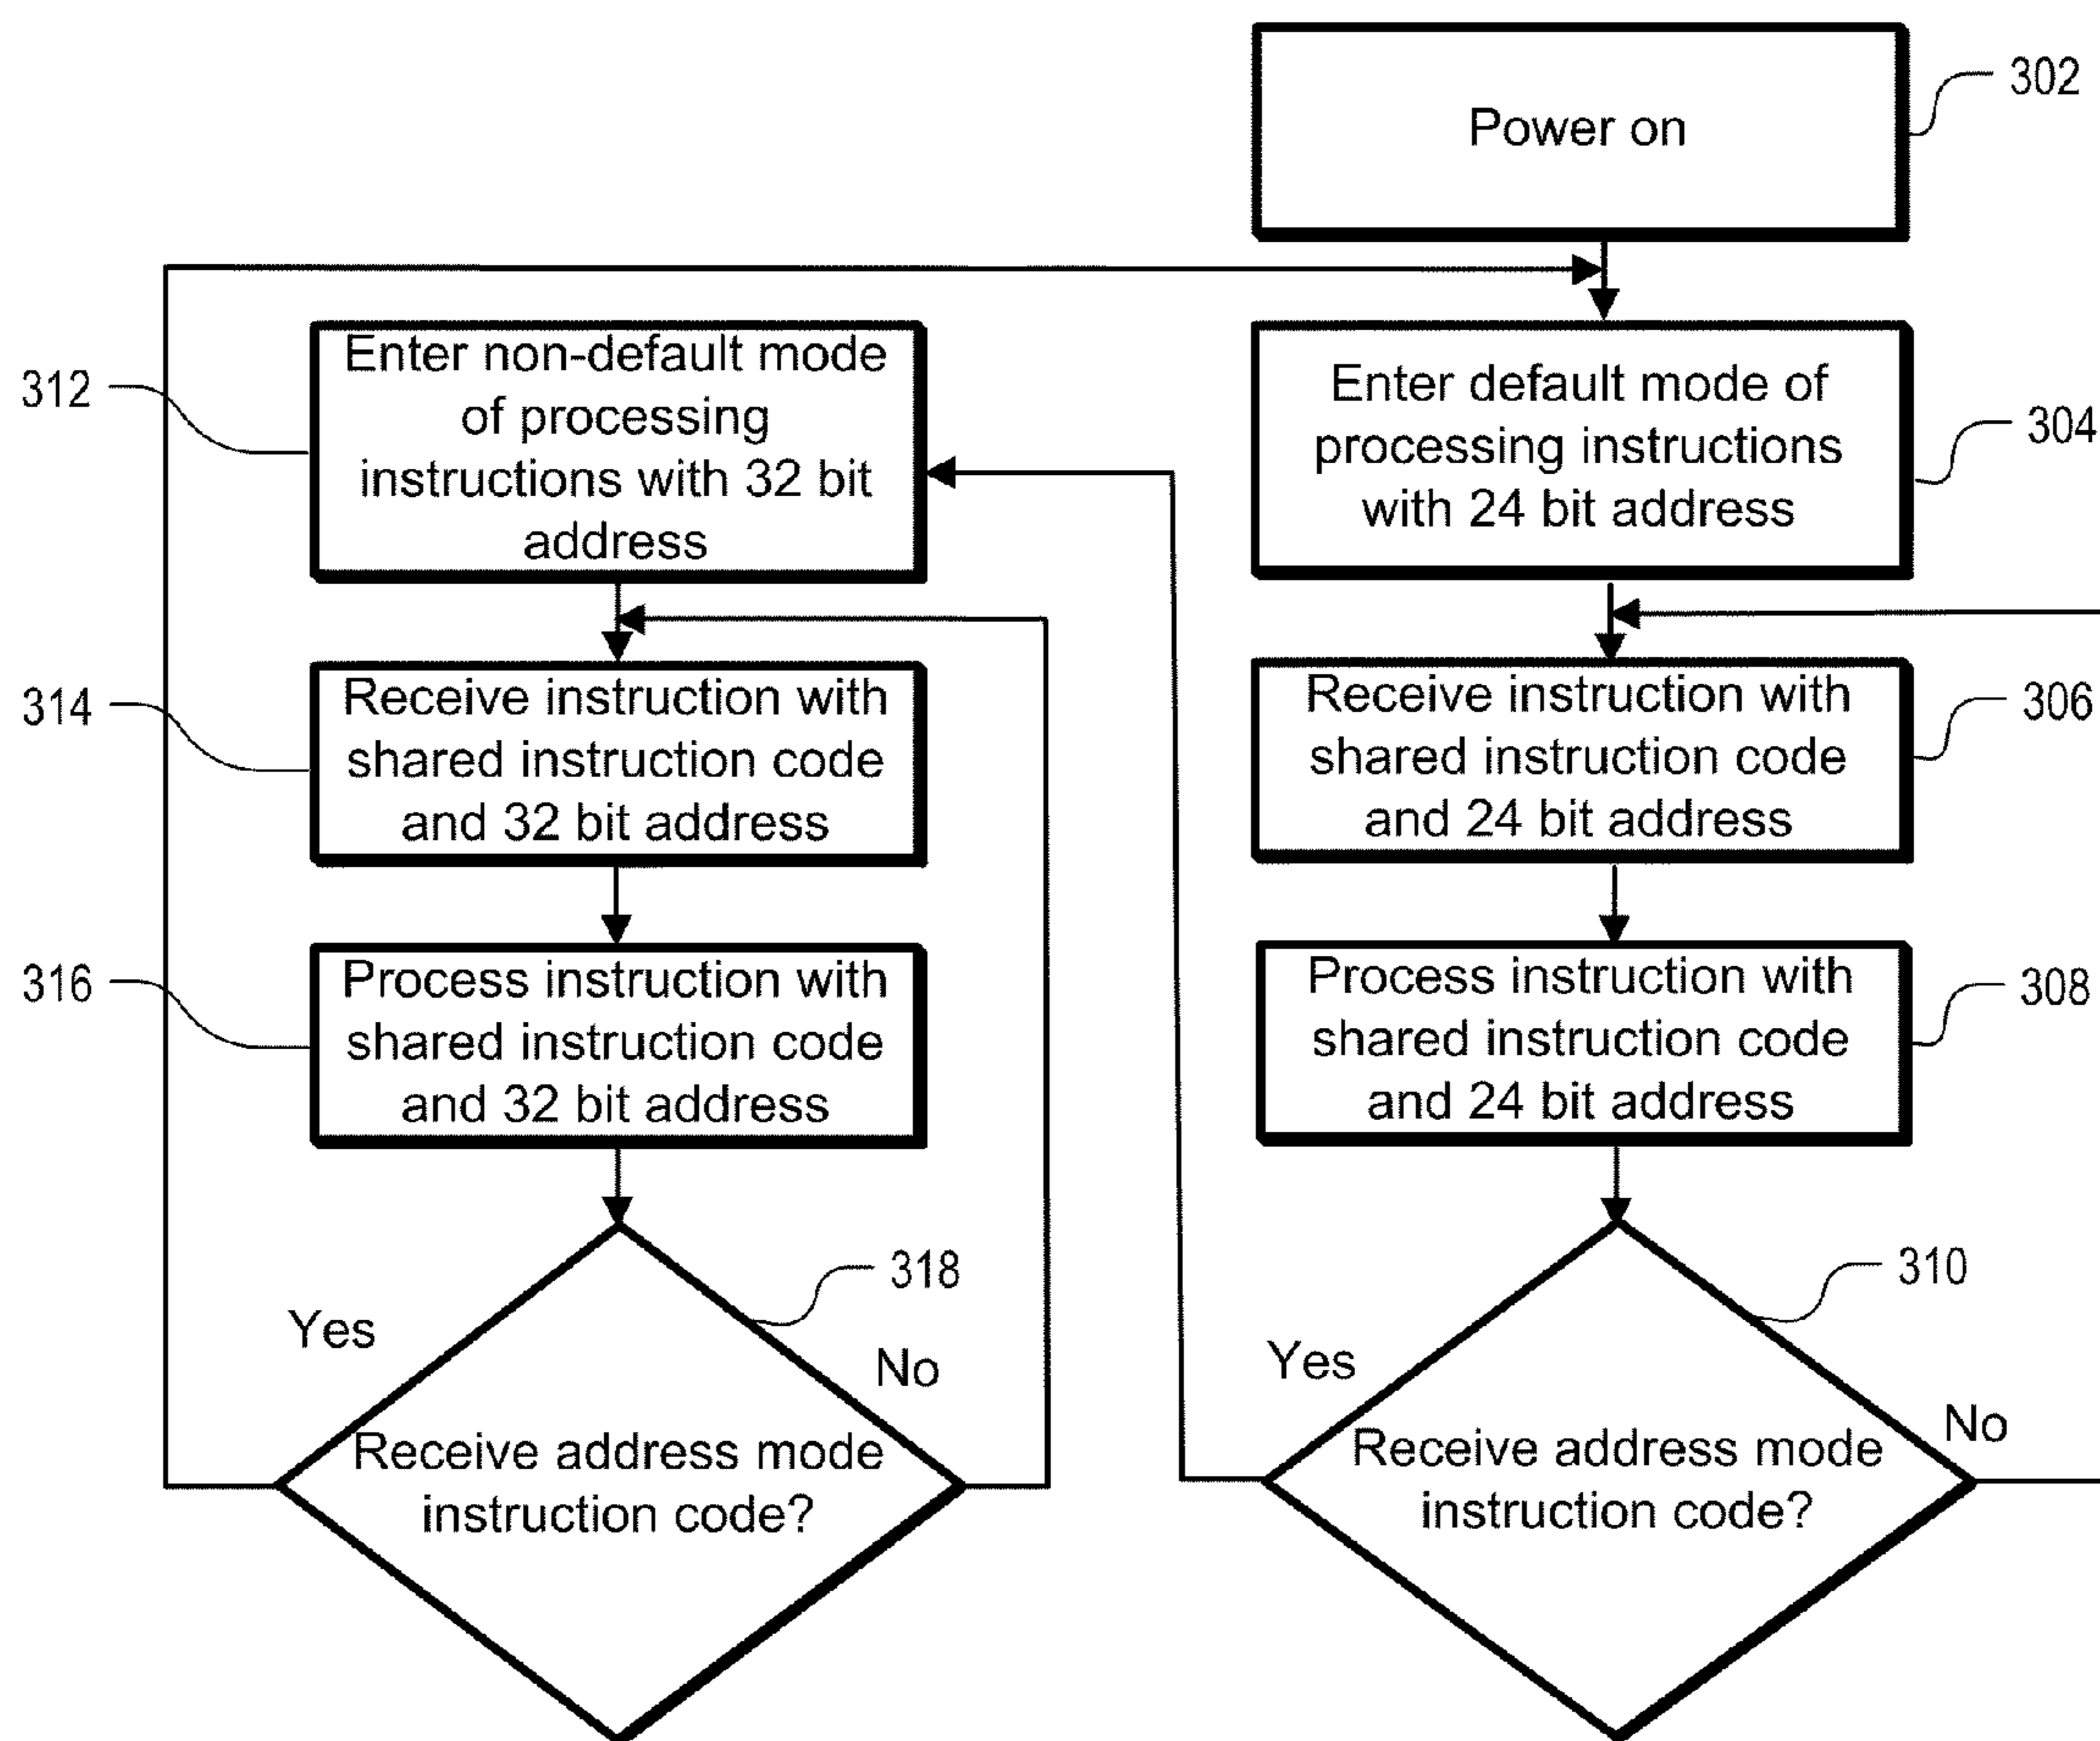 Power on
302
Enter default mode of
processing instructions
with 24 bit address
304
Receive instruction with
shared instruction code
and 24 bit address
306
Process instruction with
shared instruction code
and 24 bit address
308
310
Yes
No
Receive address mode
instruction code?
312
Enter non-default mode
of processing
instructions with 32 bit
address
314
Receive instruction with
shared instruction code
and 32 bit address
316
Process instruction with
shared instruction code
and 32 bit address
318
Yes
No
Receive address mode
instruction code?